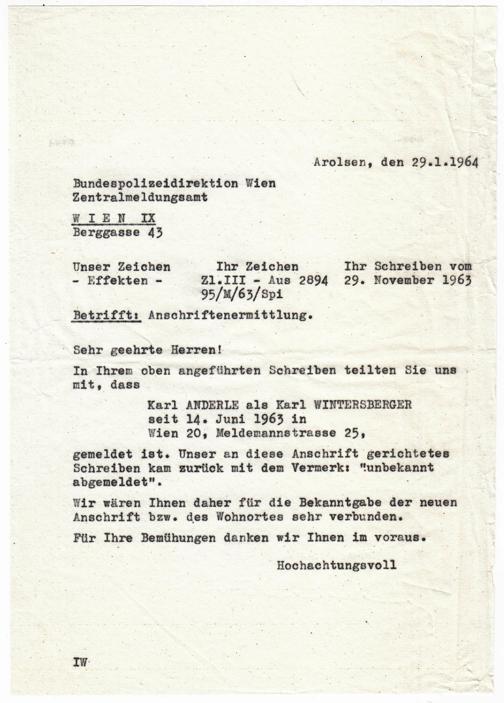 Arolsen, den 29.1.1964
Bundespolizeidirektion Wien
Zentralmeldungsamt
W I E N  IX
Berggasse 43
Unser Zeichen Ihr Zeichen Ihr Schreiben vom
- Effekten - Zl.III - Aus 2894 29. November 1963
95/M/63/Spi
Betrifft: Anschriftenermittlung.
Sehr geehrte Herren!
In Ihrem oben angeführten Schreiben teilten Sie uns
mit, dass
Karl ANDERLE als Karl WINTERSBERGER
seit 14. Juni 1963 in
Wien 20, Meldemannstrasse 25,
gemeldet ist. Unser an diese Anschrift gerichtetes
Schreiben kam zurück mit dem Vermerk: "unbekannt
abgemeldet".
Wir wären Ihnen daher für die Bekanntgabe der neuen
Anschrift bzw. des Wohnortes sehr verbunden.
Für Ihre Bemühungen danken wir Ihnen im voraus.
Hochachtungsvoll
IW